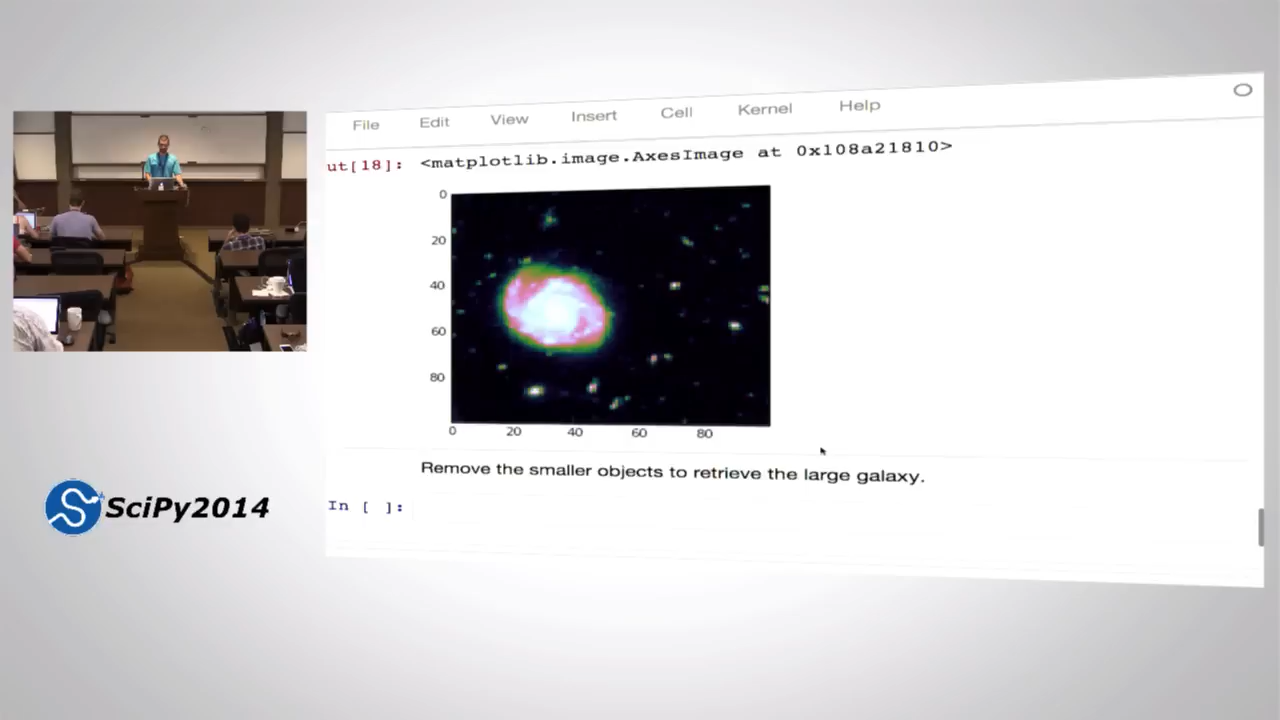 File Edit View Insert Cell Kernel Help
ut[18]: <matplotlib.image.AxesImage at 0x108a21810>
0
20
40
60
80
0 20 40 60 80
Remove the smaller objects to retrieve the large galaxy.
In [ ]:
SciPy2014